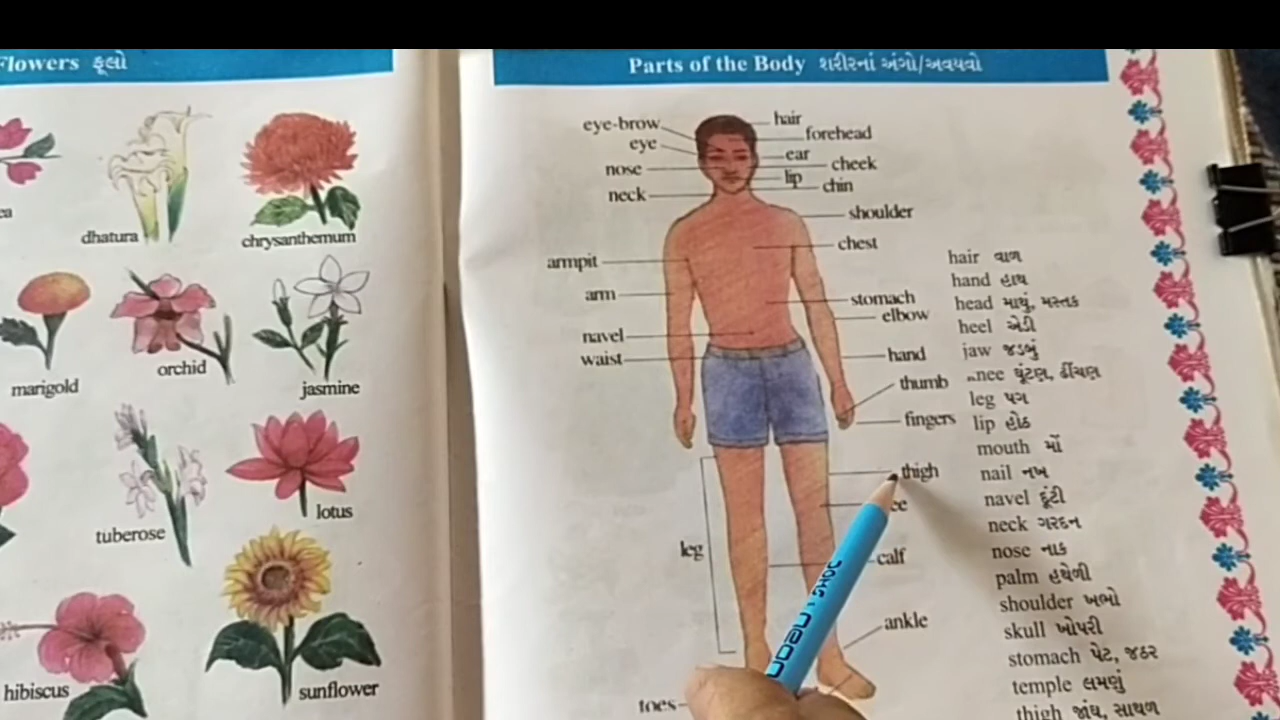 Flowers ફૂલો
dhatura
chrysanthemum
marigold
orchid
jasmine
tuberose
lotus
hibiscus
sunflower
Parts of the Body શરીરનાં અંગો/અવયવો
eye-brow
eye
nose
neck
armpit
arm
navel
waist
leg
toes
hair
forehead
ear
cheek
lip
chin
shoulder
chest
stomach
elbow
hand
thumb
fingers
thigh
calf
ankle
hair વાળ
hand હાથ
head માથું, મસ્તક
heel એડી
jaw જડબું
ઘૂંટણ, ઢીંચણ
leg પગ
lip હોઠ
mouth મોં
nail નખ
navel દૂંટી
neck ગરદન
nose નાક
palm હથેળી
shoulder ખભો
skull ખોપરી
stomach પેટ, જઠર
temple લમણું
thigh જાંઘ, સાથળ